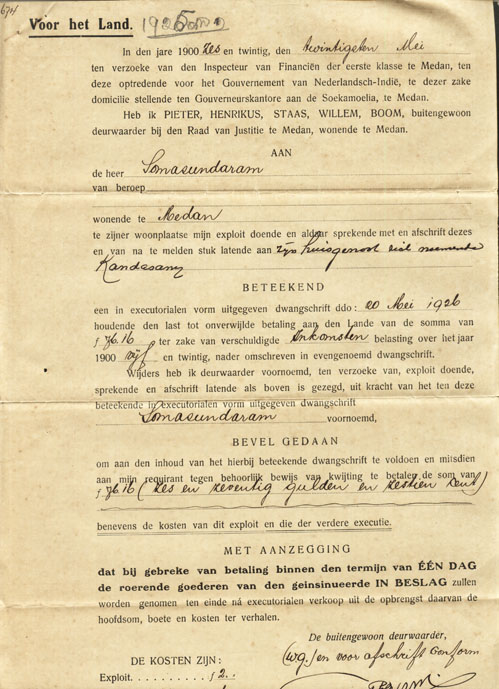 674
Voor het Land. 1925
In den jare 1900 zes en twintig, den twintigsten Mei
ten verzoeke van den Inspecteur van Financiën der eerste klasse te Medan, ten
deze optredende voor het Gouvernement van Nederlandsch-Indië, te dezer zake
domicilie stellende ten Gouverneurskantore aan de Soekamoelia, te Medan.
Heb ik PIETER, HENRIKUS, STAAS, WILLEM, BOOM, buitengewoon
deurwaarder bij den Raad van Justitie te Medan, wonende te Medan.
AAN
de heer Somasundaram
van beroep
wonende te Medan
te zijner woonplaatse mijn exploit doende en aldaar sprekende met en afschrift dezes
en van na te melden stuk latende aan zijn huisgenoot zich noemende
Kandasamy
BETEEKEND
een in executorialen vorm uitgegeven dwangschrift ddo: 20 Mei 1926
houdende den last tot onverwijlde betaling aan den Lande van de somma van
f 76.16 ter zake van verschuldigde Inkomsten belasting over het jaar
1900 vijf en twintig, nader omschreven in evengenoemd dwangschrift.
Wijders heb ik deurwaarder voornoemd, ten verzoeke van, exploit doende,
sprekende en afschrift latende als boven is gezegd, uit kracht van het ten deze
beteekende in executorialen vorm uitgegeven dwangschrift
Somasundaram voornoemd,
BEVEL GEDAAN
om aan den inhoud van het hierbij beteekende dwangschrift te voldoen en mitsdien
aan mijn requirant tegen behoorlijk bewijs van kwijting te betalen de som van
f 76.16 (zes en zeventig gulden en zestien cent)
benevens de kosten van dit exploit en die der verdere executie.
MET AANZEGGING
dat bij gebreke van betaling binnen den termijn van ÉÉN DAG
de roerende goederen van den geinsinueerde IN BESLAG zullen
worden genomen ten einde ná executorialen verkoop uit de opbrengst daarvan de
hoofdsom, boete en kosten te verhalen.
De buitengewoon deurwaarder,
(wg.) en voor afschrift conform
DE KOSTEN ZIJN:
Exploit . . . . . . . . . f 2. . .